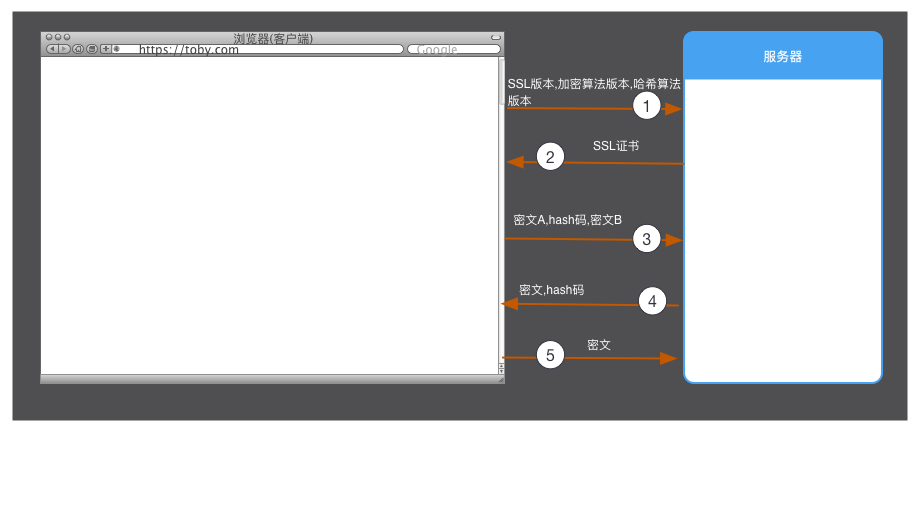 浏览器(客户端)
https://toby.com
Google
服务器
SSL版本,加密算法版本,哈希算法
版本
1
SSL证书
2
密文A,hash码,密文B
3
密文,hash码
4
密文
5